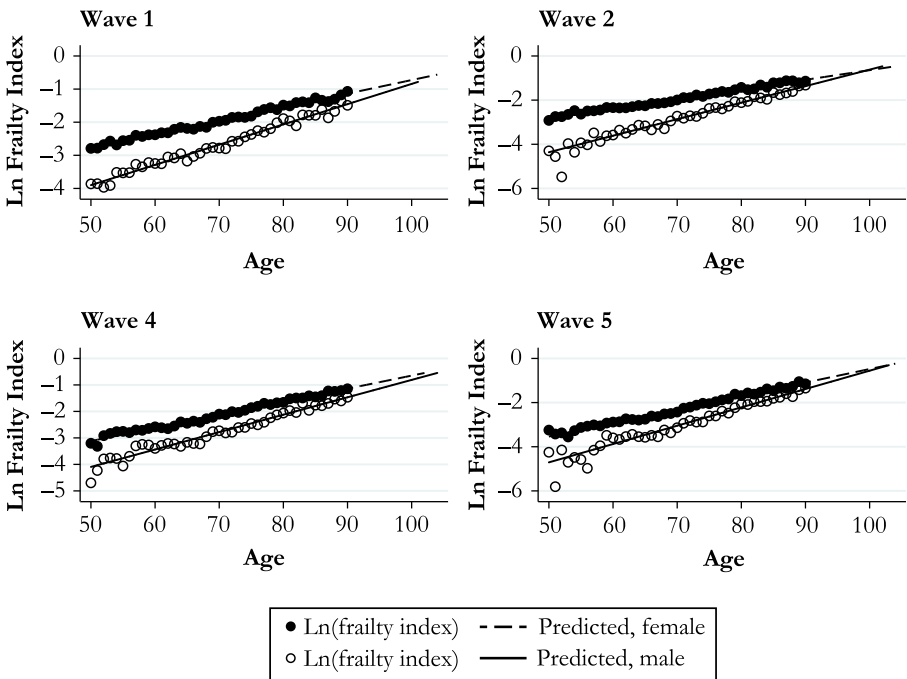 Wave 1
Ln Frailty Index
0
−1
−2
−3
−4
50 60 70 80 90 100
Age
Wave 2
Ln Frailty Index
0
−2
−4
−6
50 60 70 80 90 100
Age
Wave 4
Ln Frailty Index
0
−1
−2
−3
−4
−5
50 60 70 80 90 100
Age
Wave 5
Ln Frailty Index
0
−2
−4
−6
50 60 70 80 90 100
Age
Ln(frailty index) Predicted, female
Ln(frailty index) Predicted, male